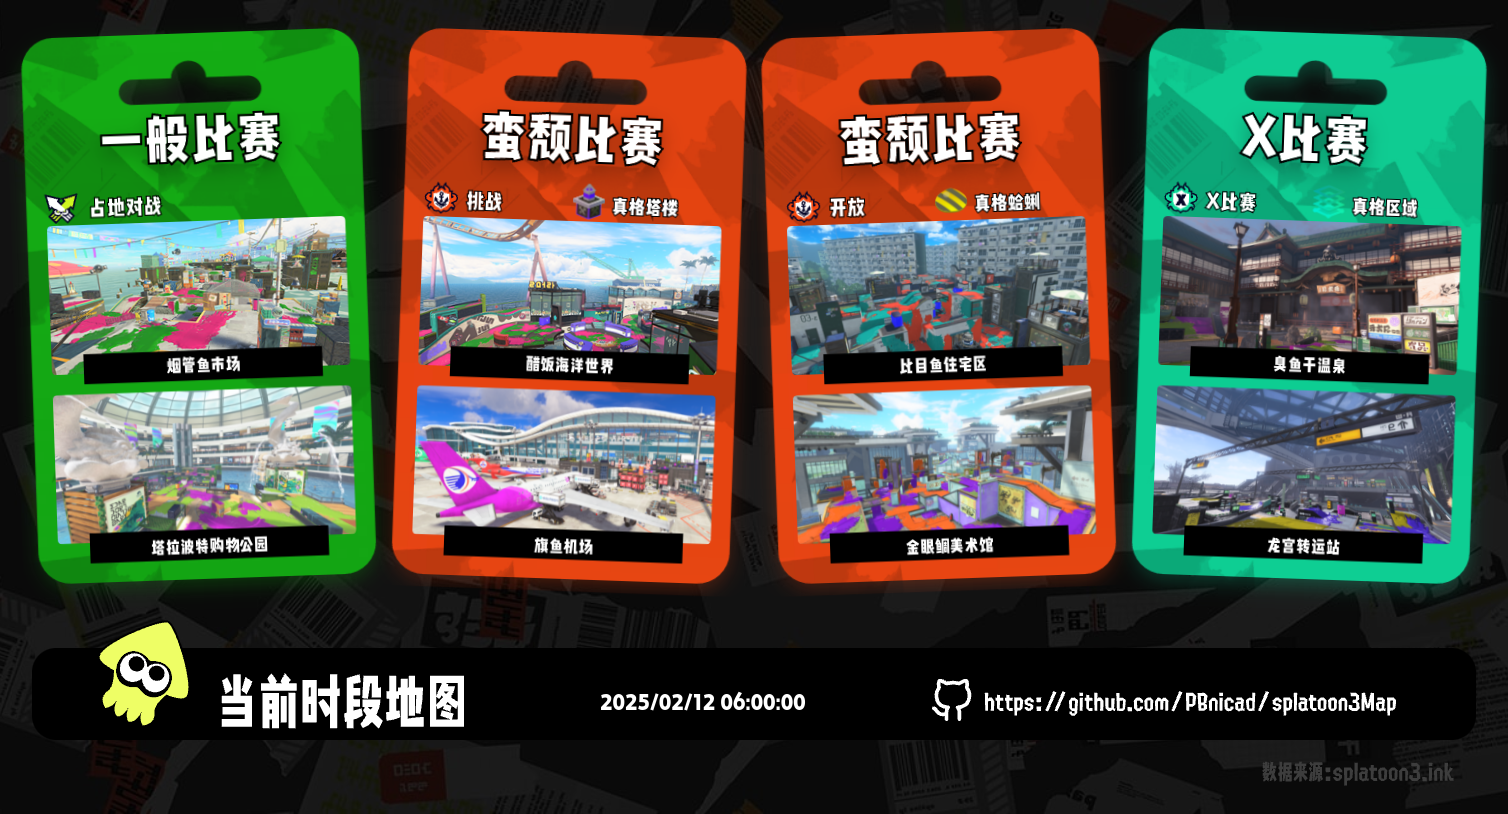 一般比赛
占地对战
烟管鱼市场
塔拉波特购物公园
蛮颓比赛
挑战
真格塔楼
醋饭海洋世界
旗鱼机场
蛮颓比赛
开放
真格蛤蜊
比目鱼住宅区
金眼鲷美术馆
X比赛
X比赛
真格区域
臭鱼干温泉
龙宫转运站
当前时段地图
2025/02/12 06:00:00
https://github.com/PBnicad/splatoon3Map
数据来源:splatoon3.ink